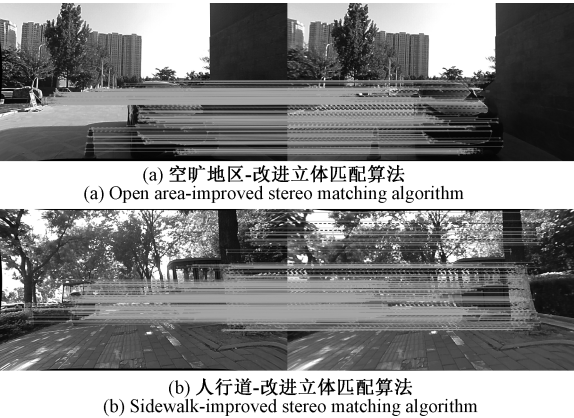 (a) 空旷地区-改进立体匹配算法
(a) Open area-improved stereo matching algorithm
(b) 人行道-改进立体匹配算法
(b) Sidewalk-improved stereo matching algorithm